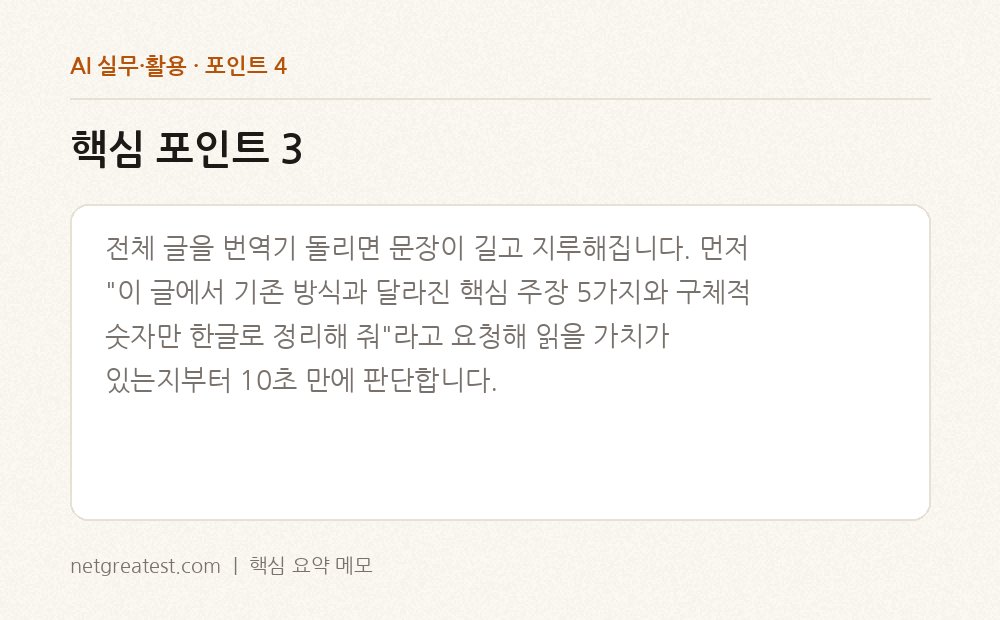 AI 실무·활용 · 포인트 4
핵심 포인트 3
전체 글을 번역기 돌리면 문장이 길고 지루해집니다. 먼저
"이 글에서 기존 방식과 달라진 핵심 주장 5가지와 구체적
숫자만 한글로 정리해 줘"라고 요청해 읽을 가치가
있는지부터 10초 만에 판단합니다.
netgreatest.com | 핵심 요약 메모